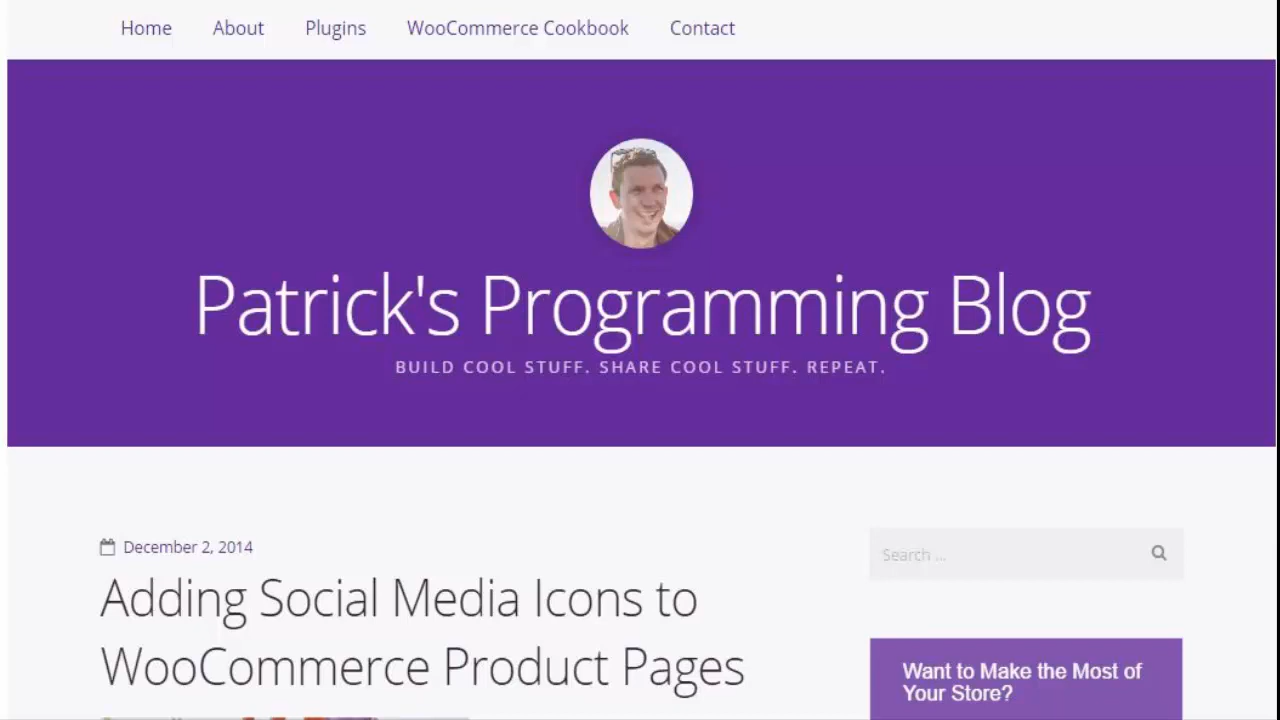 Home About Plugins WooCommerce Cookbook Contact
Patrick's Programming Blog
BUILD COOL STUFF. SHARE COOL STUFF. REPEAT.
December 2, 2014
Adding Social Media Icons to
WooCommerce Product Pages
Search ...
Want to Make the Most of
Your Store?